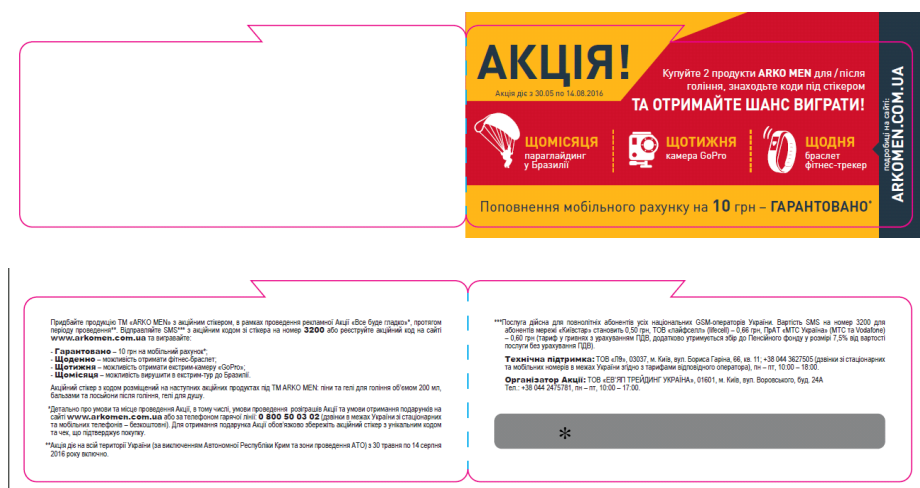 АКЦІЯ!
Акція діє з 30.05 по 14.08.2016
Купуйте 2 продукти ARKO MEN для/після
гоління, знаходьте коди під стікером
ТА ОТРИМАЙТЕ ШАНС ВИГРАТИ!
ЩОМІСЯЦЯ
параглайдинг
у Бразилії
ЩОТИЖНЯ
камера GoPro
ЩОДНЯ
браслет
фітнес-трекер
Поповнення мобільного рахунку на 10 грн – ГАРАНТОВАНО*
подробиці на сайті:
ARKOMEN.COM.UA
Придбайте продукцію ТМ «ARKO MEN» з акційним стікером, в рамках проведення рекламної Акції «Все буде гладко»*, протягом
періоду проведення**. Відправляйте SMS*** з акційним кодом зі стікера на номер 3200 або реєструйте акційний код на сайті
www.arkomen.com.ua та вигравайте:
- Гарантовано – 10 грн на мобільний рахунок*;
- Щоденно – можливість отримати фітнес-браслет;
- Щотижня – можливість отримати екстрим-камеру «GoPro»;
- Щомісяця – можливість вирушити в екстрим-тур до Бразилії.
Акційний стікер з кодом розміщений на наступних акційних продуктах під ТМ ARKO MEN: піни та гелі для гоління об'ємом 200 мл,
бальзами та лосьйони після гоління, гелі для душу.
*Детально про умови та місце проведення Акції, в тому числі, умови проведення розіграшів Акції та умови отримання подарунків на
сайті www.arkomen.com.ua або за телефоном гарячої лінії: 0 800 50 03 02 (дзвінки в межах України зі стаціонарних
та мобільних телефонів – безкоштовні). Для отримання подарунка Акції обов'язково збережіть акційний стікер з унікальним кодом
та чек, що підтверджує покупку.
**Акція діє на всій території України (за виключенням Автономної Республіки Крим та зони проведення АТО) з 30 травня по 14 серпня
2016 року включно.
***Послуга дійсна для повнолітніх абонентів усіх національних GSM-операторів України. Вартість SMS на номер 3200 для
абонентів мережі «Київстар» становить 0,50 грн, ТОВ «лайфселл» (lifecell) – 0,66 грн, ПрАТ «МТС Україна» (МТС та Vodafone)
– 0,60 грн (тариф у гривнях з урахуванням ПДВ, додатково утримується збір до Пенсійного фонду у розмірі 7,5% від вартості
послуги без урахування ПДВ).
Технічна підтримка: ТОВ «Л9», 03037, м. Київ, вул. Бориса Гаріна, 66, кв. 11; +38 044 3627505 (дзвінки зі стаціонарних
та мобільних номерів в межах України згідно з тарифами відповідного оператора), пн – пт, 10:00 – 18:00.
Організатор Акції: ТОВ «ЕВ'ЯП ТРЕЙДИНГ УКРАЇНА», 01601, м. Київ, вул. Воровського, буд. 24А
Тел.: +38 044 2475781, пн – пт, 10:00 – 17:00.
*